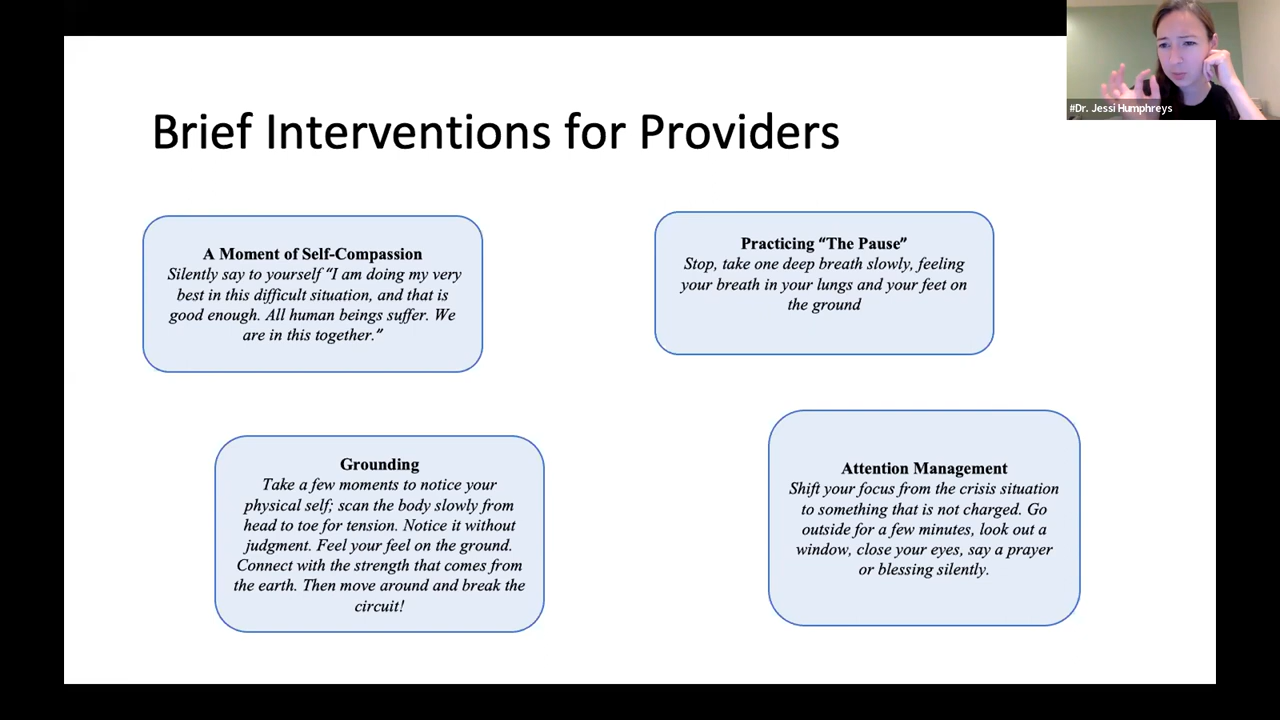 #Dr. Jessi Humphreys
Brief Interventions for Providers
A Moment of Self-Compassion
Silently say to yourself “I am doing my very
best in this difficult situation, and that is
good enough. All human beings suffer. We
are in this together.”
Practicing “The Pause”
Stop, take one deep breath slowly, feeling
your breath in your lungs and your feet on
the ground
Grounding
Take a few moments to notice your
physical self; scan the body slowly from
head to toe for tension. Notice it without
judgment. Feel your feel on the ground.
Connect with the strength that comes from
the earth. Then move around and break the
circuit!
Attention Management
Shift your focus from the crisis situation
to something that is not charged. Go
outside for a few minutes, look out a
window, close your eyes, say a prayer
or blessing silently.